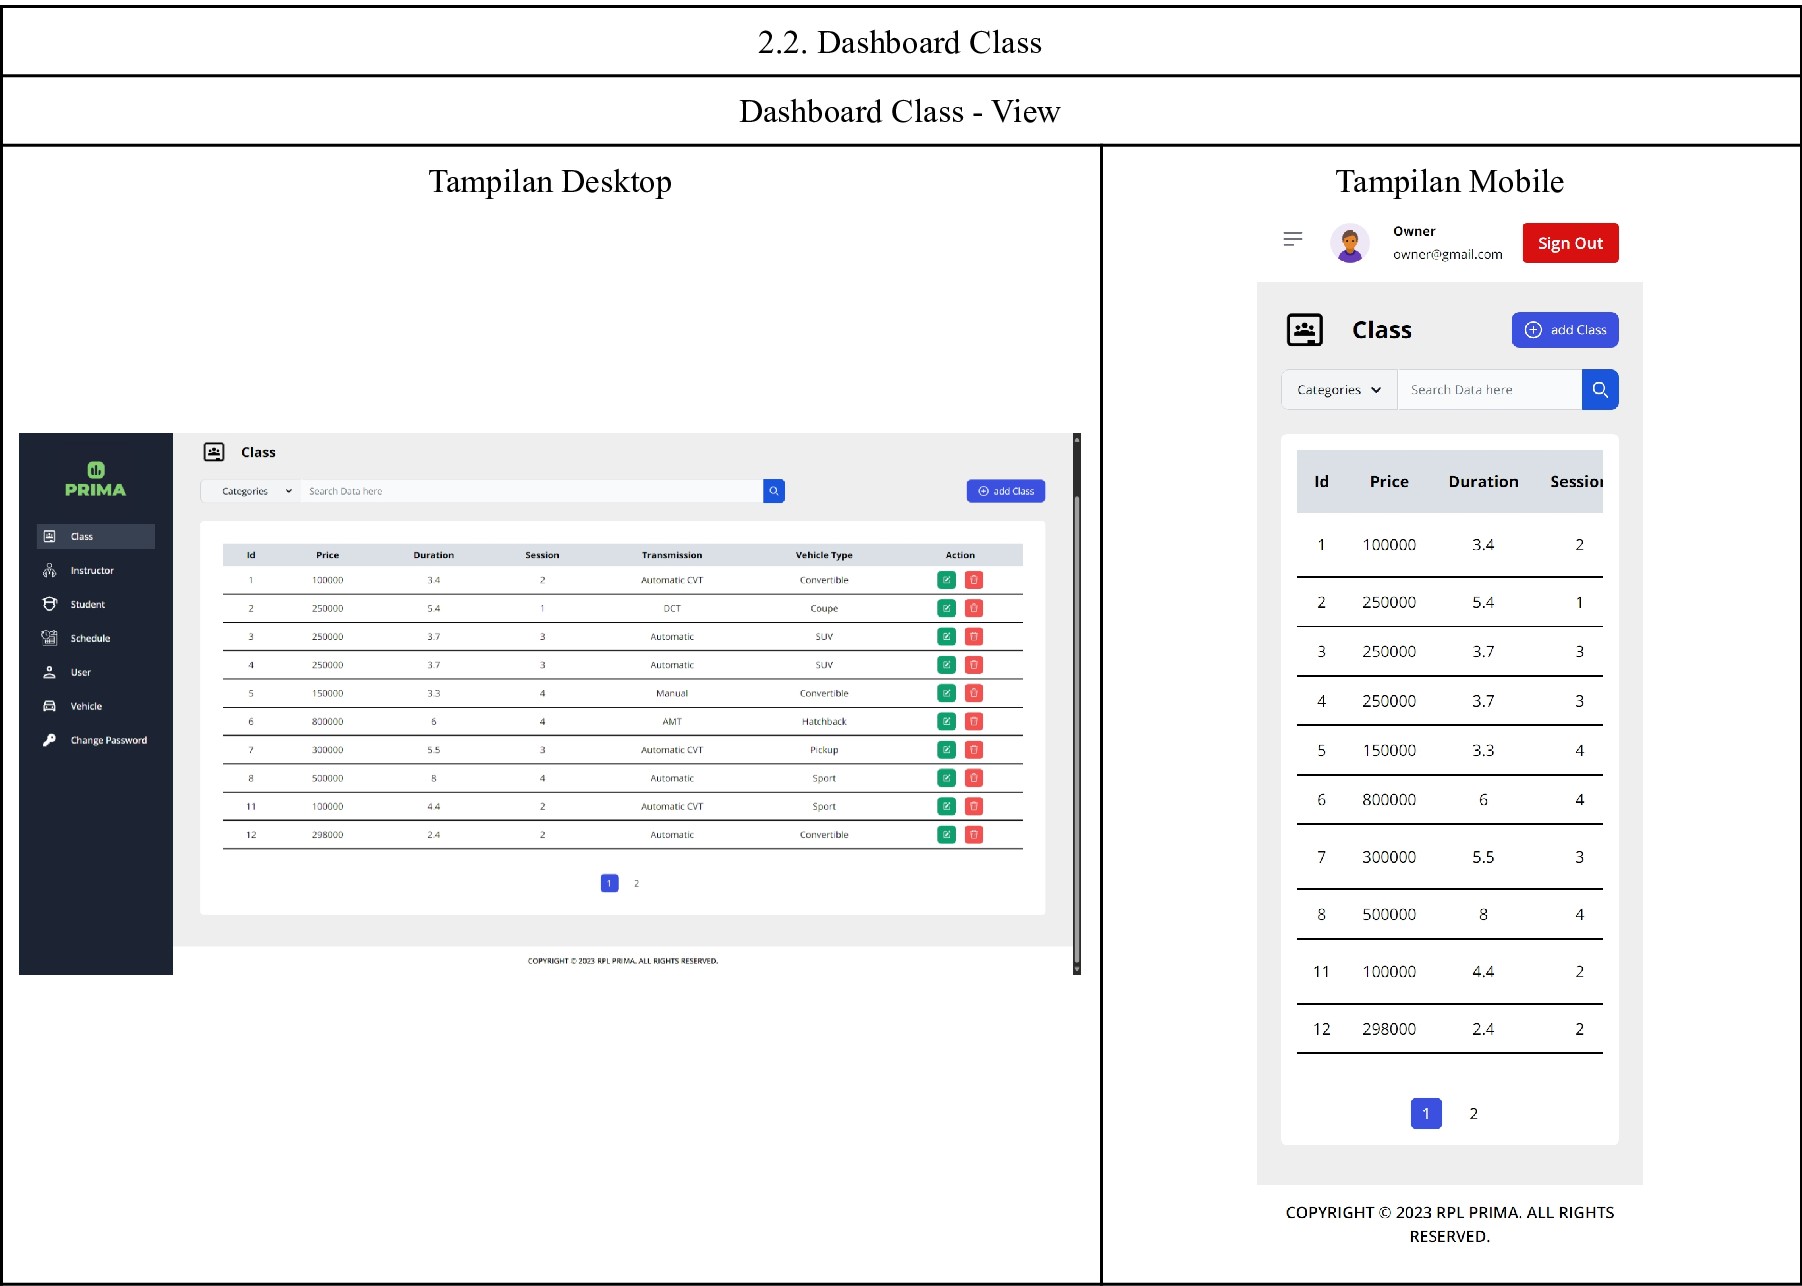 2.2. Dashboard Class
Dashboard Class - View
Tampilan Desktop
PRIMA
Class
Instructor
Student
Schedule
User
Vehicle
Change Password
Class
Categories Search Data here add Class
Id Price Duration Session Transmission Vehicle Type Action
1 100000 3.4 2 Automatic CVT Convertible
2 250000 5.4 1 DCT Coupe
3 250000 3.7 3 Automatic SUV
4 250000 3.7 3 Automatic SUV
5 150000 3.3 4 Manual Convertible
6 800000 6 4 AMT Hatchback
7 300000 5.5 3 Automatic CVT Pickup
8 500000 8 4 Automatic Sport
11 100000 4.4 2 Automatic CVT Sport
12 298000 2.4 2 Automatic Convertible
1 2
COPYRIGHT © 2023 RPL PRIMA. ALL RIGHTS RESERVED.
Tampilan Mobile
Owner
owner@gmail.com
Sign Out
Class add Class
Categories Search Data here
Id Price Duration Session
1 100000 3.4 2
2 250000 5.4 1
3 250000 3.7 3
4 250000 3.7 3
5 150000 3.3 4
6 800000 6 4
7 300000 5.5 3
8 500000 8 4
11 100000 4.4 2
12 298000 2.4 2
1 2
COPYRIGHT © 2023 RPL PRIMA. ALL RIGHTS
RESERVED.